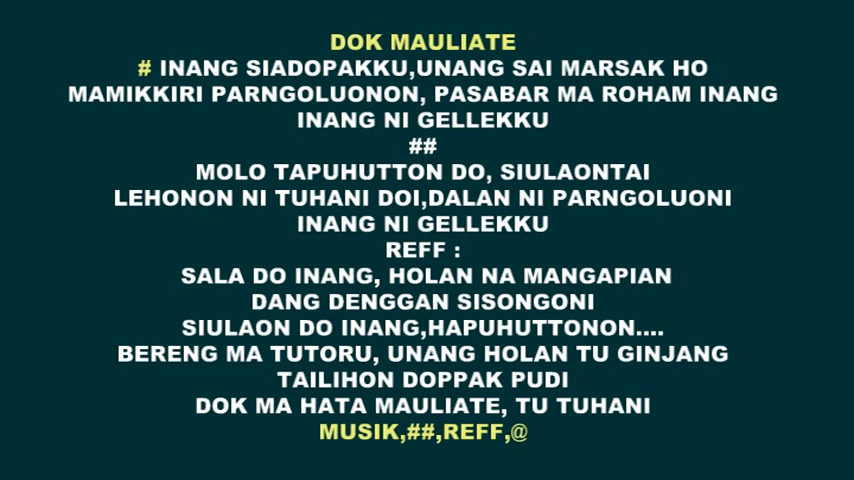 DOK MAULIATE
# INANG SIADOPAKKU,UNANG SAI MARSAK HO
MAMIKKIRI PARNGOLUONON, PASABAR MA ROHAM INANG
INANG NI GELLEKKU
##
MOLO TAPUHUTTON DO, SIULAONTAI
LEHONON NI TUHANI DOI,DALAN NI PARNGOLUONI
INANG NI GELLEKKU
REFF :
SALA DO INANG, HOLAN NA MANGAPIAN
DANG DENGGAN SISONGONI
SIULAON DO INANG,HAPUHUTTONON....
BERENG MA TUTORU, UNANG HOLAN TU GINJANG
TAILIHON DOPPAK PUDI
DOK MA HATA MAULIATE, TU TUHANI
MUSIK,##,REFF,@